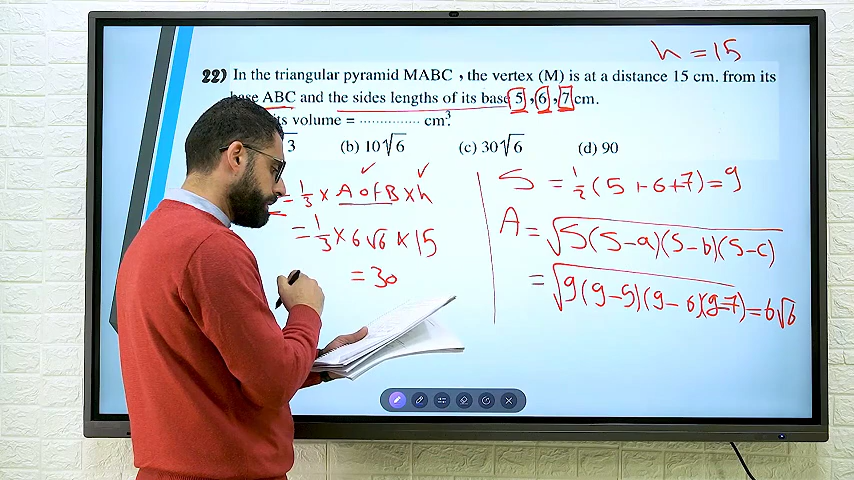 h = 15
22) In the triangular pyramid MABC , the vertex (M) is at a distance 15 cm. from its
base ABC and the sides lengths of its base 5 , 6 , 7 cm.
its volume = ............... cm³.
3 (b) 10√6 (c) 30√6 (d) 90
= 1/3 × A of B × h
= 1/3 × 6√6 × 15
= 30
S = 1/2 (5+6+7) = 9
A = √S(S-a)(S-b)(S-c)
= √9(9-5)(9-6)(9-7) = 6√6